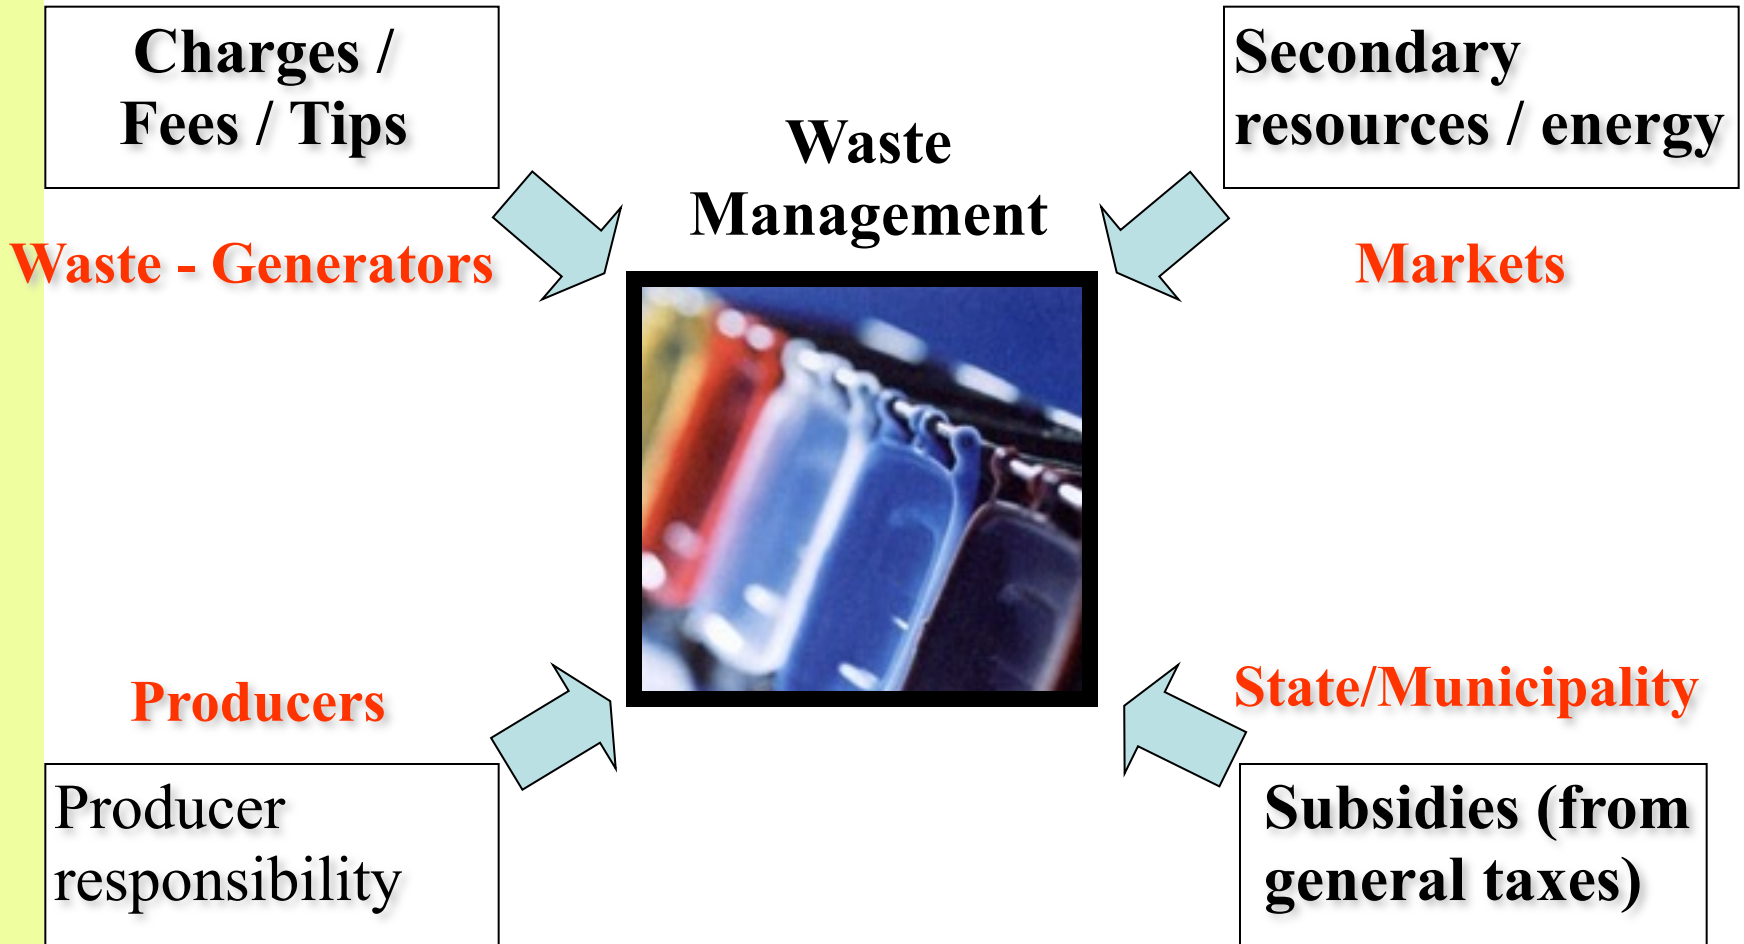 Charges /
Fees / Tips
Waste - Generators
Waste
Management
Secondary
resources / energy
Markets
Producers
Producer
responsibility
State/Municipality
Subsidies (from
general taxes)